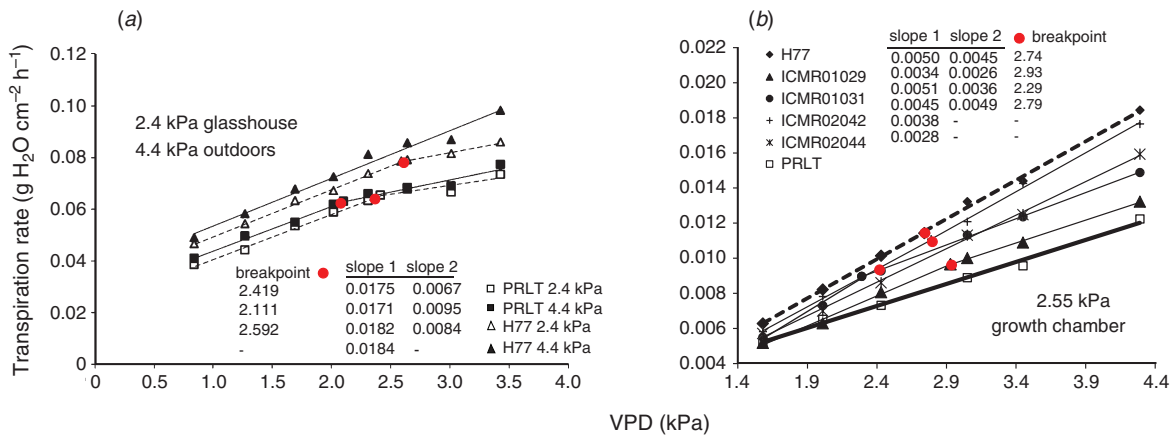 (a)
(b)
Transpiration rate (g H2O cm−2 h−1)
0.12
0.10
0.08
0.06
0.04
0.02
0
0
0.5
1.0
1.5
2.0
2.5
3.0
3.5
4.0
2.4 kPa glasshouse
4.4 kPa outdoors
breakpoint slope 1 slope 2
2.419 0.0175 0.0067 PRLT 2.4 kPa
2.111 0.0171 0.0095 PRLT 4.4 kPa
2.592 0.0182 0.0084 H77 2.4 kPa
- 0.0184 - H77 4.4 kPa
0.022
0.020
0.018
0.016
0.014
0.012
0.010
0.008
0.006
0.004
1.4
1.9
2.4
2.9
3.4
3.9
4.4
slope 1 slope 2 breakpoint
H77 0.0050 0.0045 2.74
ICMR01029 0.0034 0.0026 2.93
ICMR01031 0.0051 0.0036 2.29
ICMR02042 0.0045 0.0049 2.79
ICMR02044 0.0038 - -
PRLT 0.0028 - -
2.55 kPa
growth chamber
VPD (kPa)